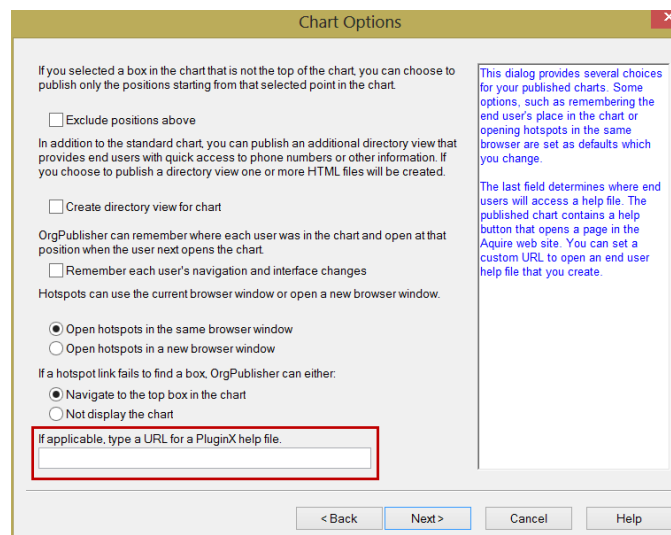 Chart Options
If you selected a box in the chart that is not the top of the chart, you can choose to
publish only the positions starting from that selected point in the chart.
Exclude positions above
In addition to the standard chart, you can publish an additional directory view that
provides end users with quick access to phone numbers or other information. If
you choose to publish a directory view one or more HTML files will be created.
Create directory view for chart
OrgPublisher can remember where each user was in the chart and open at that
position when the user next opens the chart.
Remember each user's navigation and interface changes
Hotspots can use the current browser window or open a new browser window.
Open hotspots in the same browser window
Open hotspots in a new browser window
If a hotspot link fails to find a box, OrgPublisher can either:
Navigate to the top box in the chart
Not display the chart
If applicable, type a URL for a PluginX help file.
This dialog provides several choices
for your published charts. Some
options, such as remembering the
end user's place in the chart or
opening hotspots in the same
browser are set as defaults which
you change.
The last field determines where end
users will access a help file. The
published chart contains a help
button that opens a page in the
Aquire web site. You can set a
custom URL to open an end user
help file that you create.
< Back
Next >
Cancel
Help